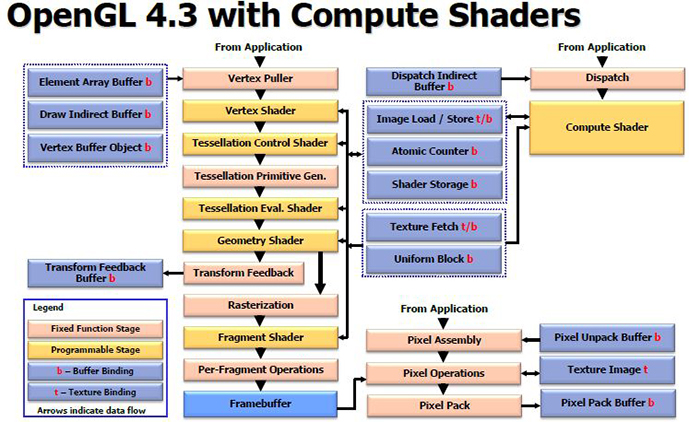 OpenGL 4.3 with Compute Shaders
From Application
Element Array Buffer b
Draw Indirect Buffer b
Vertex Buffer Object b
Vertex Puller
Vertex Shader
Tessellation Control Shader
Tessellation Primitive Gen.
Tessellation Eval. Shader
Geometry Shader
Transform Feedback
Transform Feedback
Buffer b
Rasterization
Fragment Shader
Per-Fragment Operations
Framebuffer
From Application
Dispatch Indirect
Buffer b
Dispatch
Image Load / Store t/b
Atomic Counter b
Shader Storage b
Compute Shader
Texture Fetch t/b
Uniform Block b
Legend
Fixed Function Stage
Programmable Stage
b – Buffer Binding
t – Texture Binding
Arrows indicate data flow
From Application
Pixel Assembly
Pixel Operations
Pixel Pack
Pixel Unpack Buffer b
Texture Image t
Pixel Pack Buffer b